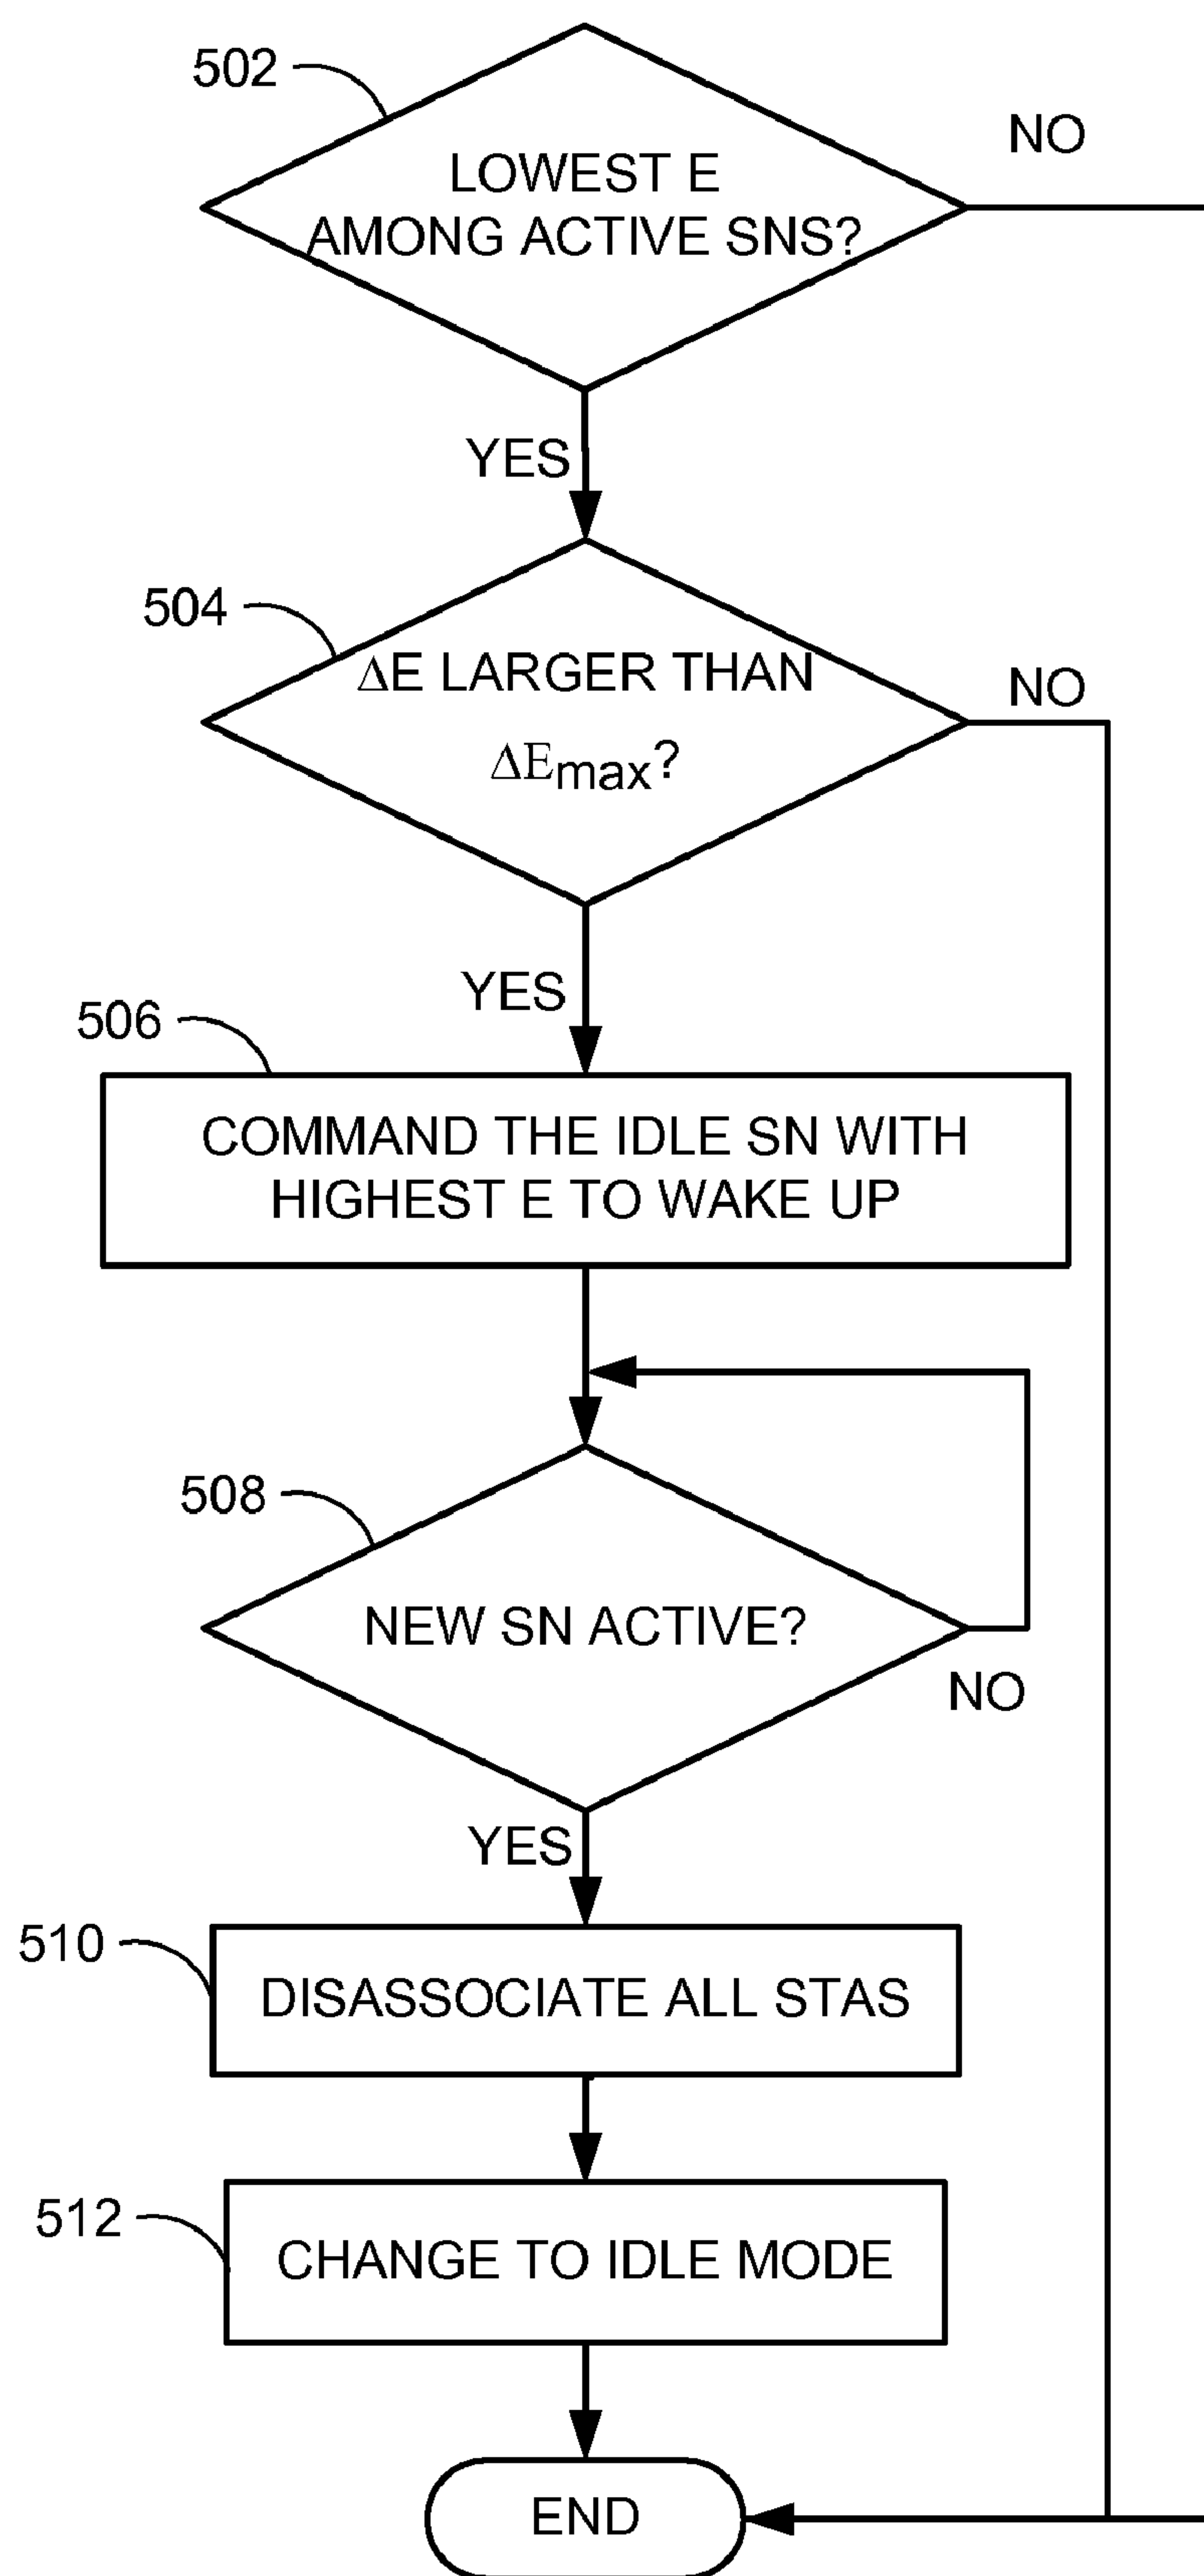 502
LOWEST E
AMONG ACTIVE SNS?
NO
YES
504
ΔE LARGER THAN
ΔEmax?
NO
YES
506
COMMAND THE IDLE SN WITH
HIGHEST E TO WAKE UP
508
NEW SN ACTIVE?
NO
YES
510
DISASSOCIATE ALL STAS
512
CHANGE TO IDLE MODE
END